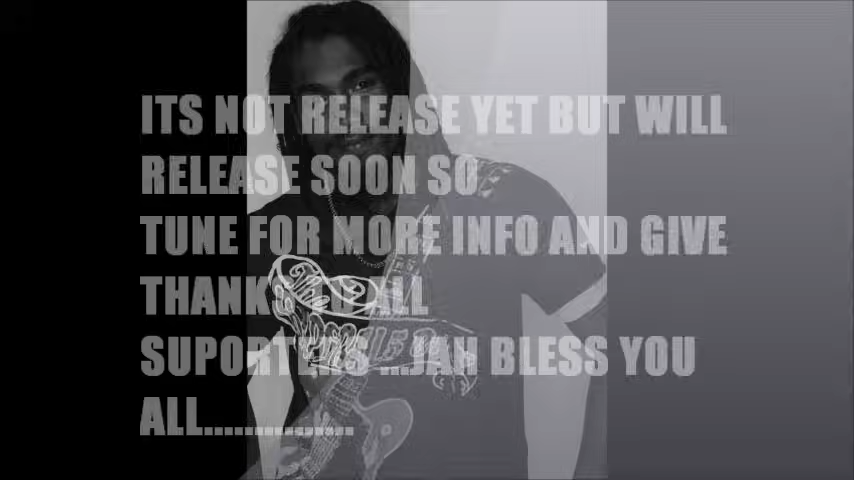 ITS NOT RELEASE YET BUT WILL
RELEASE SOON SO
TUNE FOR MORE INFO AND GIVE
THANKS TO ALL
SUPORTERS ...JAH BLESS YOU
ALL...............